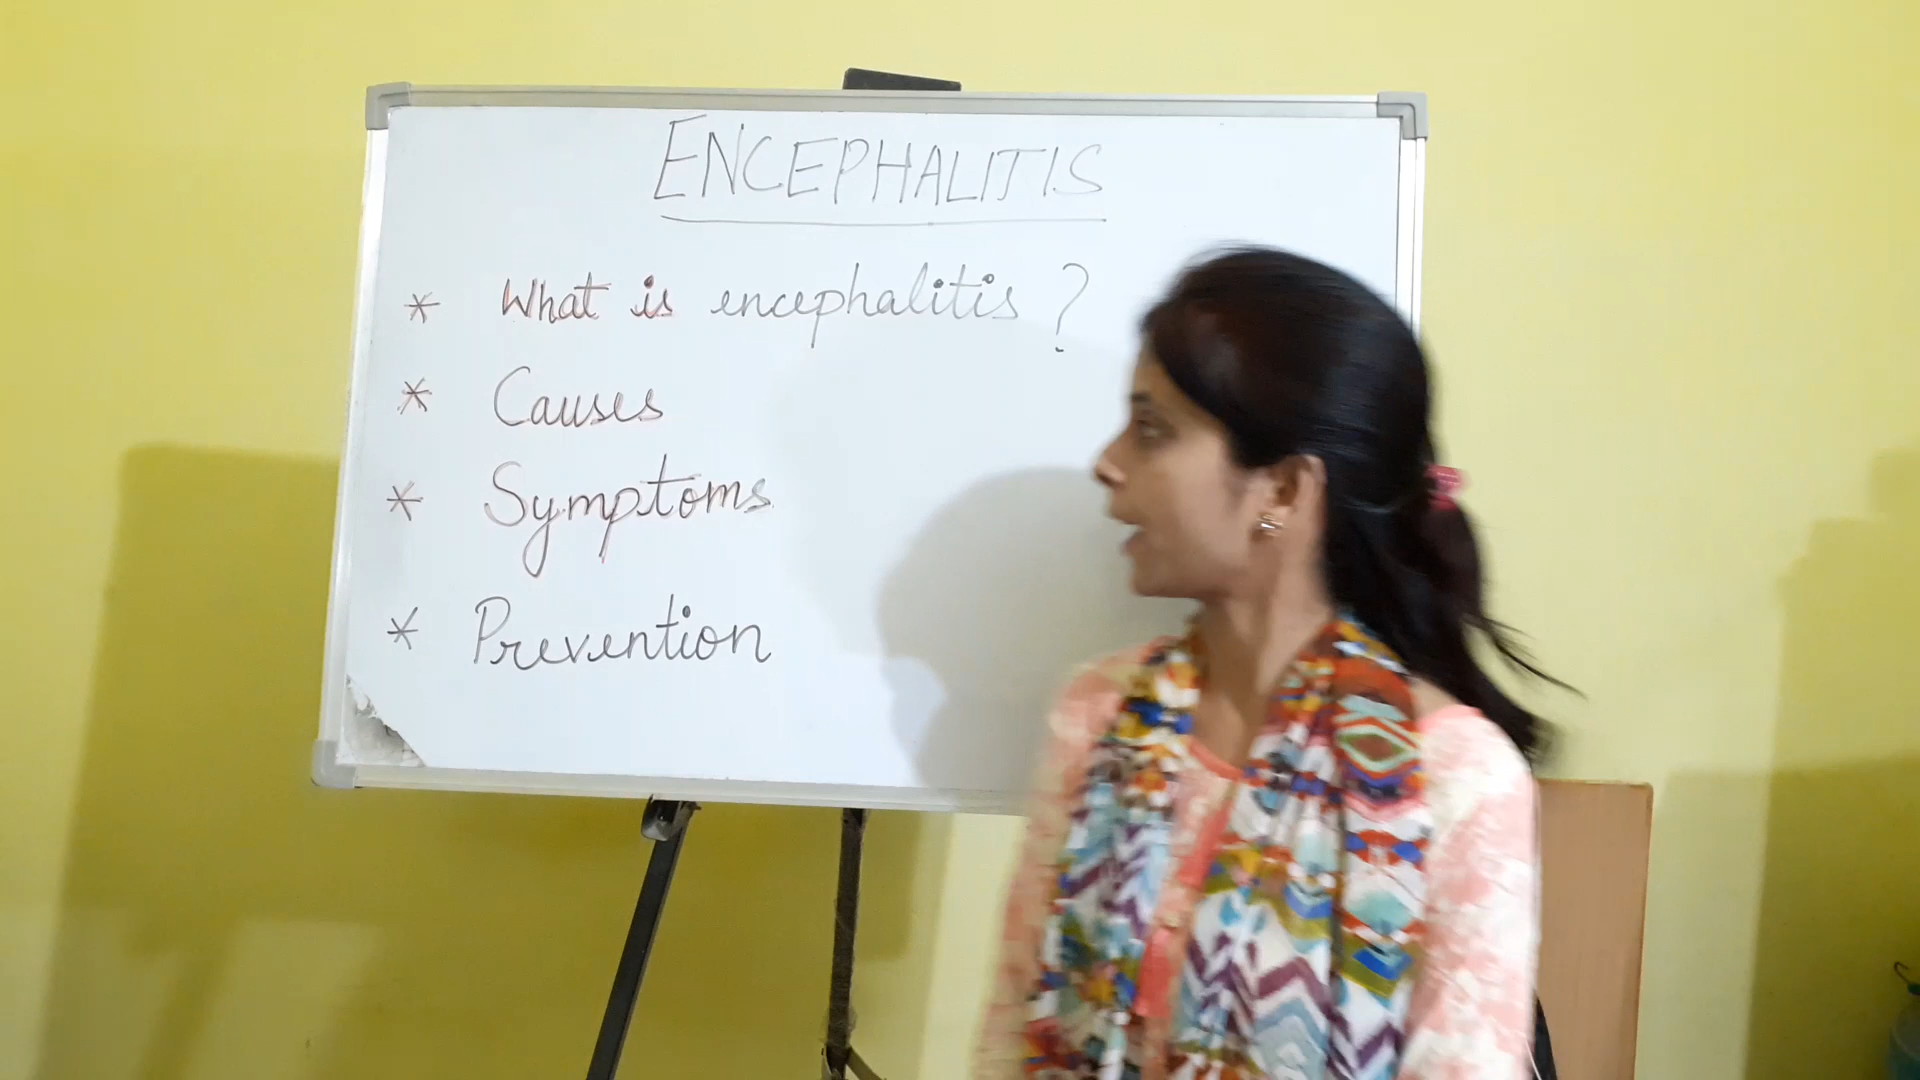 ENCEPHALITIS
* What is encephalitis ?
* Causes
* Symptoms
* Prevention